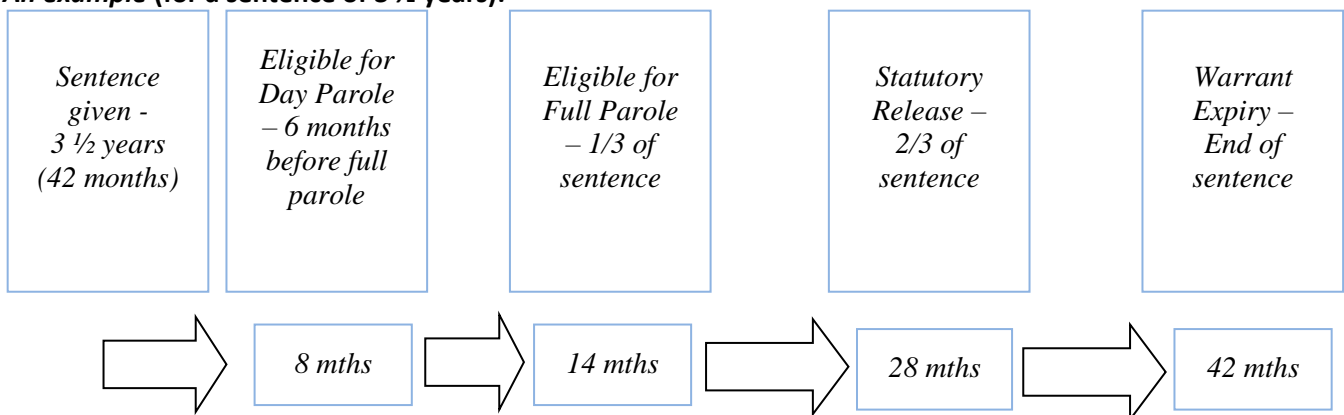 An example (for a sentence of 3 ½ years):
Sentence
given -
3 ½ years
(42 months)
Eligible for
Day Parole
– 6 months
before full
parole
Eligible for
Full Parole
– 1/3 of
sentence
Statutory
Release –
2/3 of
sentence
Warrant
Expiry –
End of
sentence
8 mths
14 mths
28 mths
42 mths